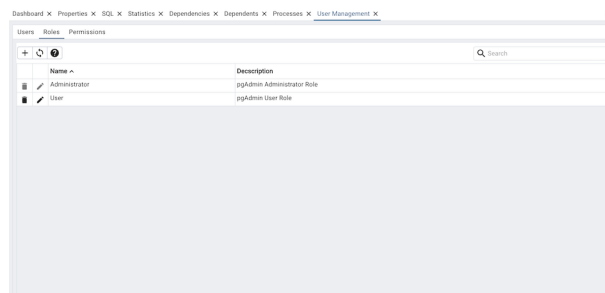 Dashboard Properties SQL Statistics Dependencies Dependents Processes User Management
Users Roles Permissions
Search
Name Decscription
Administrator pgAdmin Administrator Role
User pgAdmin User Role